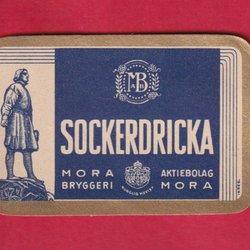 MB
SOCKERDRICKA
MORA AKTIEBOLAG
BRYGGERI MORA